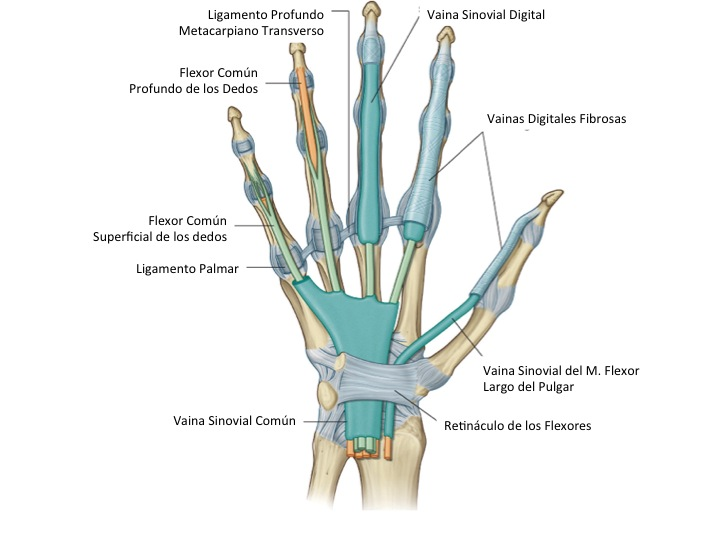 Ligamento Profundo
Metacarpiano Transverso
Vaina Sinovial Digital
Flexor Común
Profundo de los Dedos
Vainas Digitales Fibrosas
Flexor Común
Superficial de los dedos
Ligamento Palmar
Vaina Sinovial del M. Flexor
Largo del Pulgar
Vaina Sinovial Común
Retináculo de los Flexores